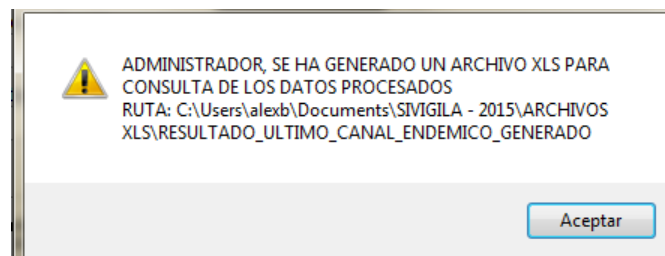 ADMINISTRADOR, SE HA GENERADO UN ARCHIVO XLS PARA
CONSULTA DE LOS DATOS PROCESADOS
RUTA: C:\Users\alexb\Documents\SIVIGILA - 2015\ARCHIVOS
XLS\RESULTADO_ULTIMO_CANAL_ENDEMICO_GENERADO
Aceptar